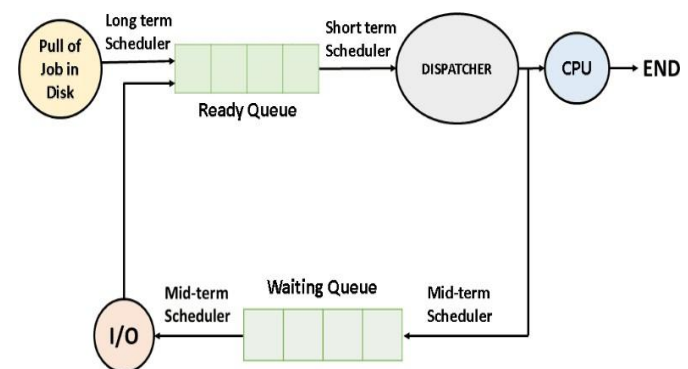 Long term
Scheduler
Short term
Scheduler
Pull of
Job in
Disk
DISPATCHER
CPU
END
Ready Queue
Mid-term
Scheduler
Waiting Queue
Mid-term
Scheduler
I/O